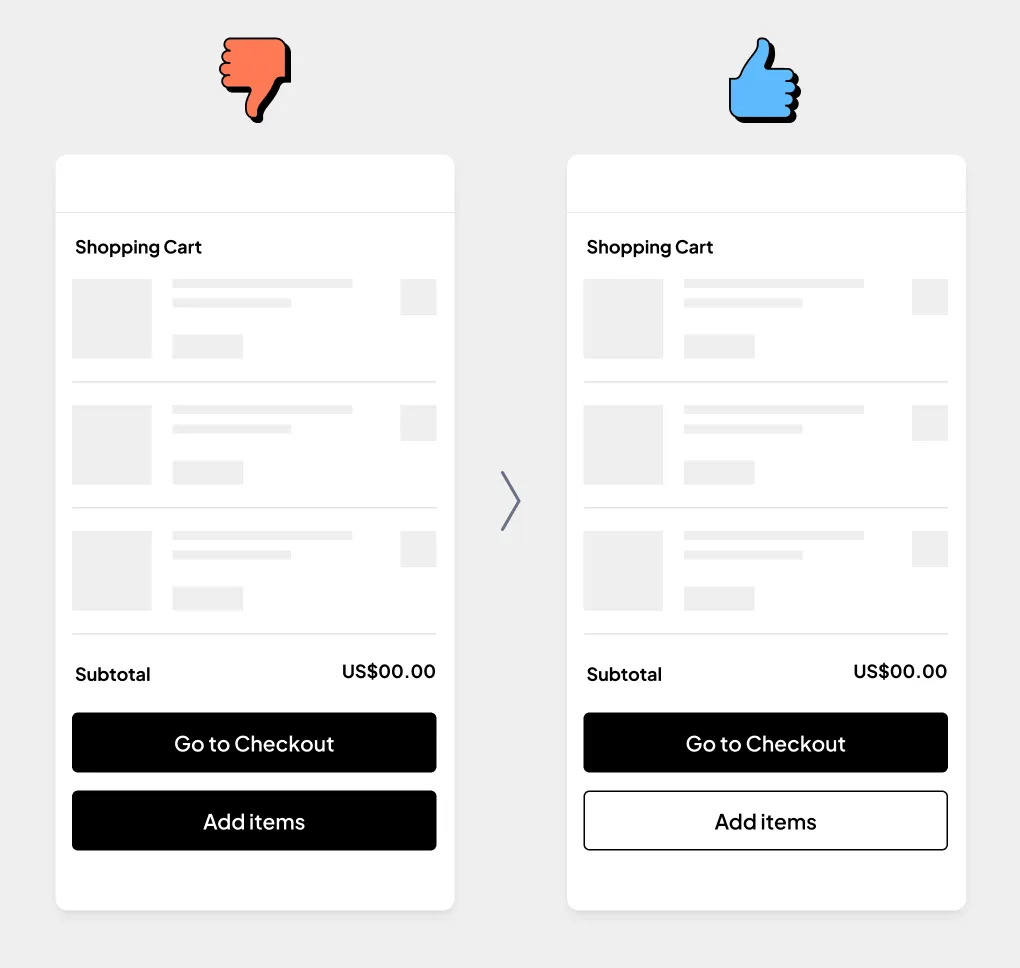 Shopping Cart
Subtotal
US$00.00
Go to Checkout
Add items
Shopping Cart
Subtotal
US$00.00
Go to Checkout
Add items